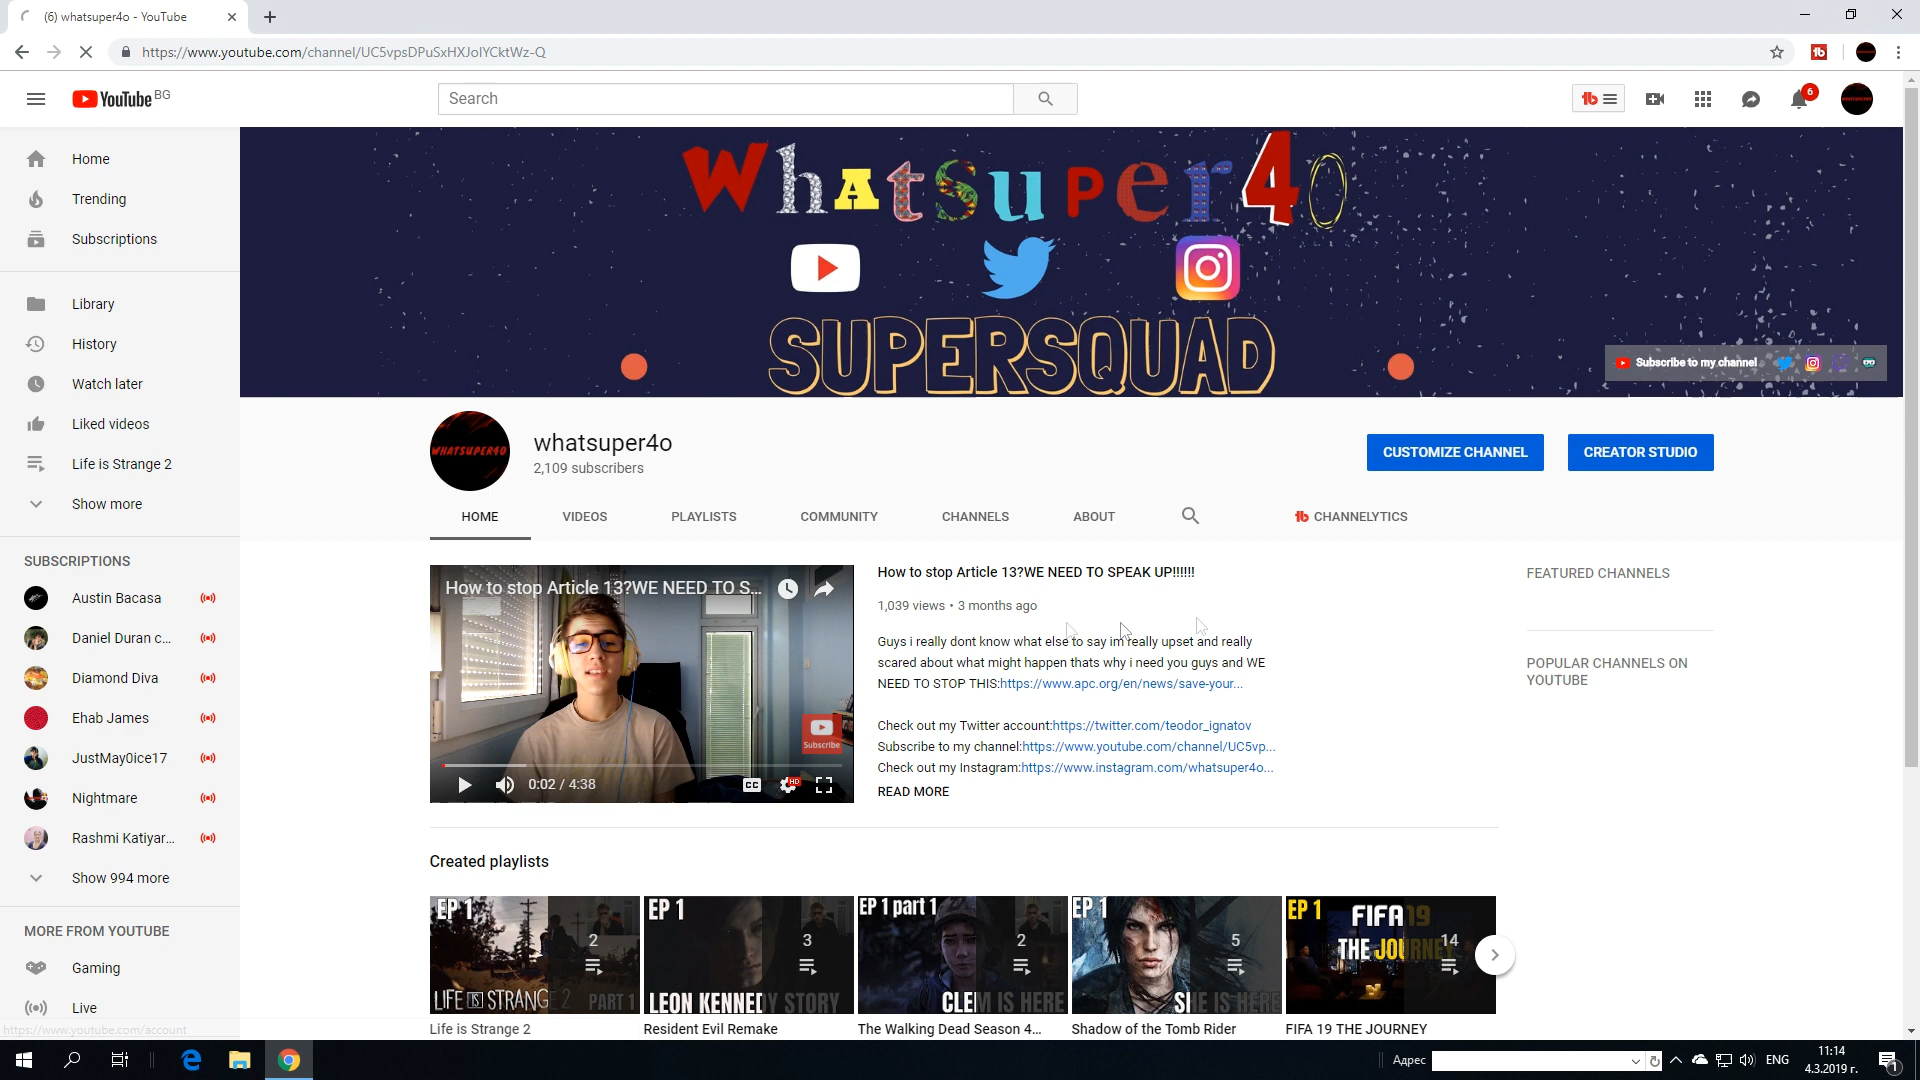 (6) whatsuper4o - YouTube
https://www.youtube.com/channel/UC5vpsDPuSxHXJolYCktWz-Q
YouTube BG
Search
6
Home
Trending
Subscriptions
Library
History
Watch later
Liked videos
Life is Strange 2
Show more
SUBSCRIPTIONS
Austin Bacasa
Daniel Duran c...
Diamond Diva
Ehab James
JustMay0ice17
Nightmare
Rashmi Katiyar...
Show 994 more
MORE FROM YOUTUBE
Gaming
Live
https://www.youtube.com/account
Whatsuper4o
SUPERSQUAD
Subscribe to my channel
WHATSUPER4O
whatsuper4o
2,109 subscribers
CUSTOMIZE CHANNEL
CREATOR STUDIO
HOME
VIDEOS
PLAYLISTS
COMMUNITY
CHANNELS
ABOUT
CHANNELYTICS
How to stop Article 13?WE NEED TO S...
Subscribe
0:02 / 4:38
CC
HD
How to stop Article 13?WE NEED TO SPEAK UP!!!!!!
1,039 views • 3 months ago
Guys i really dont know what else to say im really upset and really
scared about what might happen thats why i need you guys and WE
NEED TO STOP THIS:https://www.apc.org/en/news/save-your...
Check out my Twitter account:https://twitter.com/teodor_ignatov
Subscribe to my channel:https://www.youtube.com/channel/UC5vp...
Check out my Instagram:https://www.instagram.com/whatsuper4o...
READ MORE
FEATURED CHANNELS
POPULAR CHANNELS ON
YOUTUBE
Created playlists
EP 1
2
LIFE IS STRANGE 2 PART 1
Life is Strange 2
EP 1
3
LEON KENNEDY STORY
Resident Evil Remake
EP 1 part 1
2
CLEM IS HERE
The Walking Dead Season 4...
EP 1
5
SHE IS HERE
Shadow of the Tomb Rider
EP 1
FIFA 19
THE JOURNEY
14
FIFA 19 THE JOURNEY
Адрес
ENG
11:14
4.3.2019 г.
1